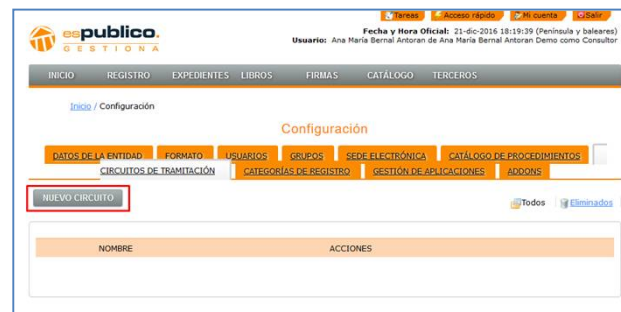 Tareas Acceso rápido Mi cuenta Salir
espublico.
GESTIONA
Fecha y Hora Oficial: 21-dic-2016 18:19:39 (Península y baleares)
Usuario: Ana María Bernal Antoran de Ana María Bernal Antoran Demo como Consultor
INICIO REGISTRO EXPEDIENTES LIBROS FIRMAS CATÁLOGO TERCEROS
Inicio / Configuración
Configuración
DATOS DE LA ENTIDAD FORMATO USUARIOS GRUPOS SEDE ELECTRÓNICA CATÁLOGO DE PROCEDIMIENTOS
CIRCUITOS DE TRAMITACIÓN CATEGORÍAS DE REGISTRO GESTIÓN DE APLICACIONES ADDONS
NUEVO CIRCUITO Todos Eliminados
NOMBRE ACCIONES